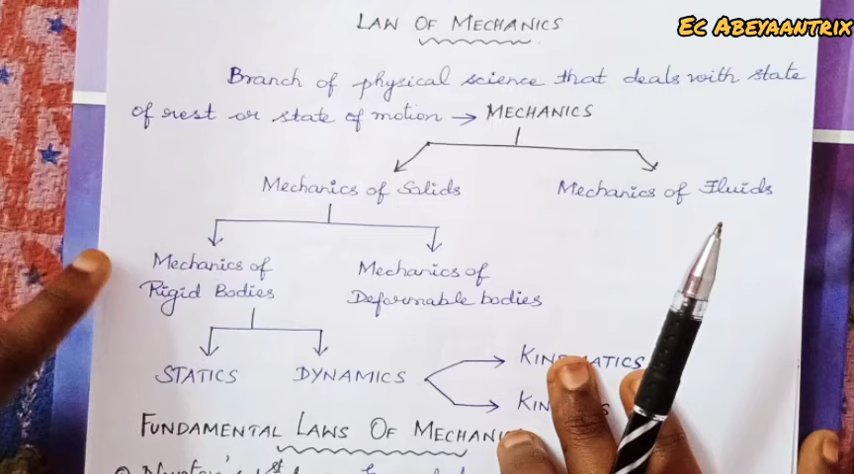 Ec Abeyaantrix
LAW OF MECHANICS
Branch of physical science that deals with state
of rest or state of motion → MECHANICS
Mechanics of Solids
Mechanics of Fluids
Mechanics of
Rigid Bodies
Mechanics of
Deformable bodies
STATICS
DYNAMICS
FUNDAMENTAL LAWS OF
Newton's 1st